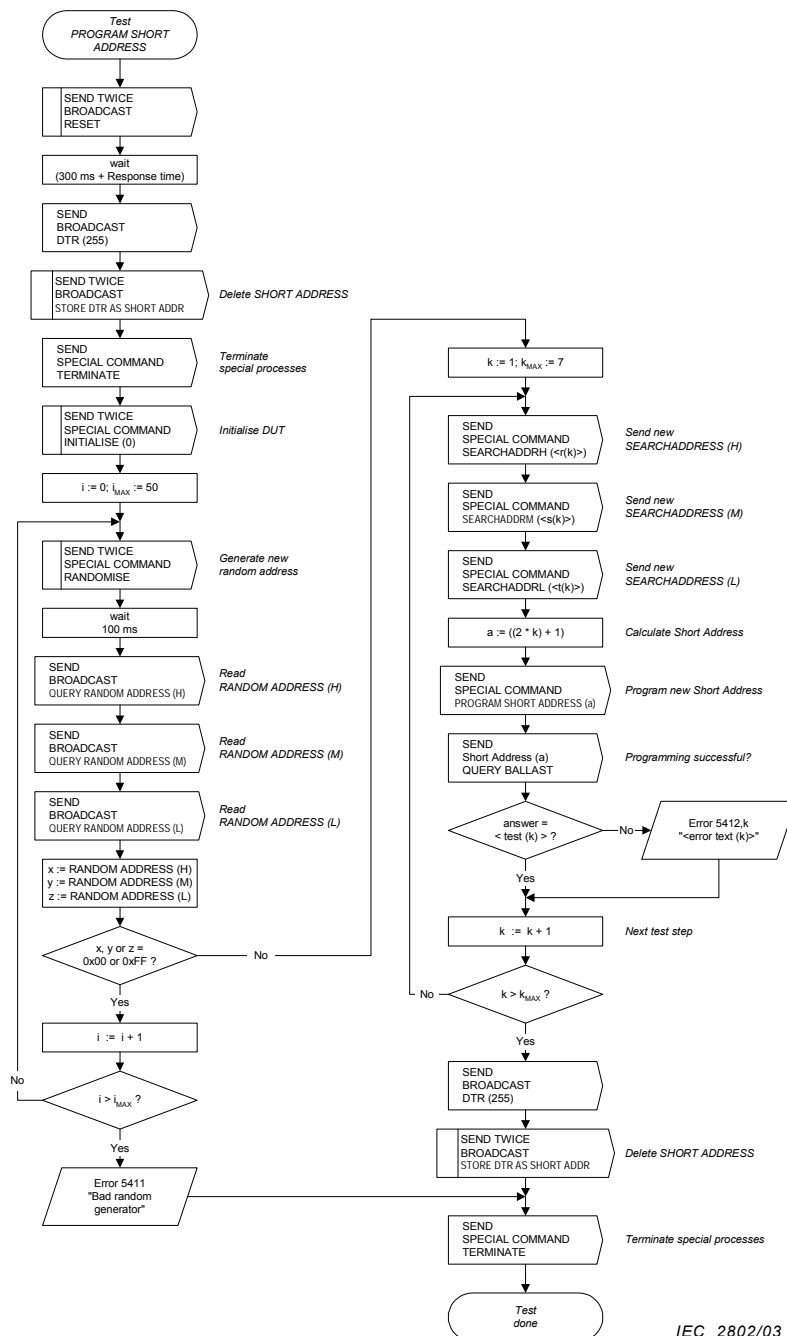 Test
PROGRAM SHORT
ADDRESS
SEND TWICE
BROADCAST
RESET
wait
(300 ms + Response time)
SEND
BROADCAST
DTR (255)
SEND TWICE
BROADCAST
STORE DTR AS SHORT ADDR
Delete SHORT ADDRESS
SEND
SPECIAL COMMAND
TERMINATE
Terminate
special processes
SEND TWICE
SPECIAL COMMAND
INITIALISE (0)
Initialise DUT
i := 0; iMAX := 50
SEND TWICE
SPECIAL COMMAND
RANDOMISE
Generate new
random address
wait
100 ms
SEND
BROADCAST
QUERY RANDOM ADDRESS (H)
Read
RANDOM ADDRESS (H)
SEND
BROADCAST
QUERY RANDOM ADDRESS (M)
Read
RANDOM ADDRESS (M)
SEND
BROADCAST
QUERY RANDOM ADDRESS (L)
Read
RANDOM ADDRESS (L)
x := RANDOM ADDRESS (H)
y := RANDOM ADDRESS (M)
z := RANDOM ADDRESS (L)
x, y or z =
0x00 or 0xFF ?
No
Yes
i := i + 1
No
i > iMAX ?
Yes
Error 5411
"Bad random
generator"
k := 1; kMAX := 7
SEND
SPECIAL COMMAND
SEARCHADDRH (<r(k)>)
Send new
SEARCHADDRESS (H)
SEND
SPECIAL COMMAND
SEARCHADDRM (<s(k)>)
Send new
SEARCHADDRESS (M)
SEND
SPECIAL COMMAND
SEARCHADDRL (<t(k)>)
Send new
SEARCHADDRESS (L)
a := ((2 * k) + 1)
Calculate Short Address
SEND
SPECIAL COMMAND
PROGRAM SHORT ADDRESS (a)
Program new Short Address
SEND
Short Address (a)
QUERY BALLAST
Programming successful?
answer =
< test (k) > ?
No
Error 5412,k
"<error text (k)>"
Yes
k := k + 1
Next test step
No
k > kMAX ?
Yes
SEND
BROADCAST
DTR (255)
SEND TWICE
BROADCAST
STORE DTR AS SHORT ADDR
Delete SHORT ADDRESS
SEND
SPECIAL COMMAND
TERMINATE
Terminate special processes
Test
done
IEC 2802/03